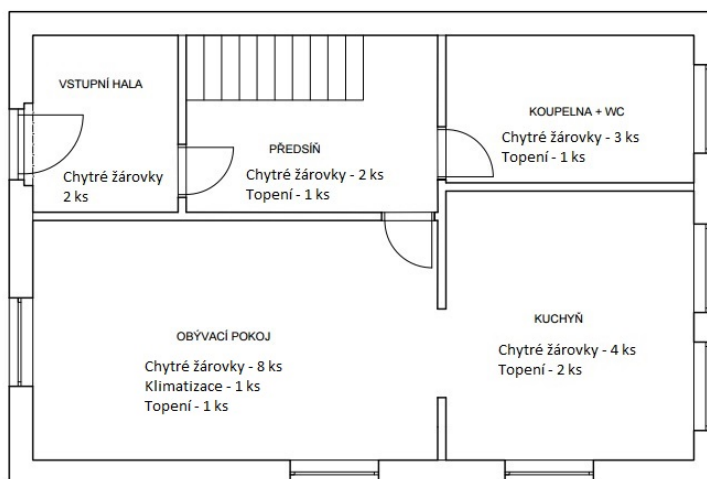 VSTUPNÍ HALA
Chytré žárovky
2 ks
PŘEDSÍŇ
Chytré žárovky - 2 ks
Topení - 1 ks
KOUPELNA + WC
Chytré žárovky - 3 ks
Topení - 1 ks
OBÝVACÍ POKOJ
Chytré žárovky - 8 ks
Klimatizace - 1 ks
Topení - 1 ks
KUCHYŇ
Chytré žárovky - 4 ks
Topení - 2 ks